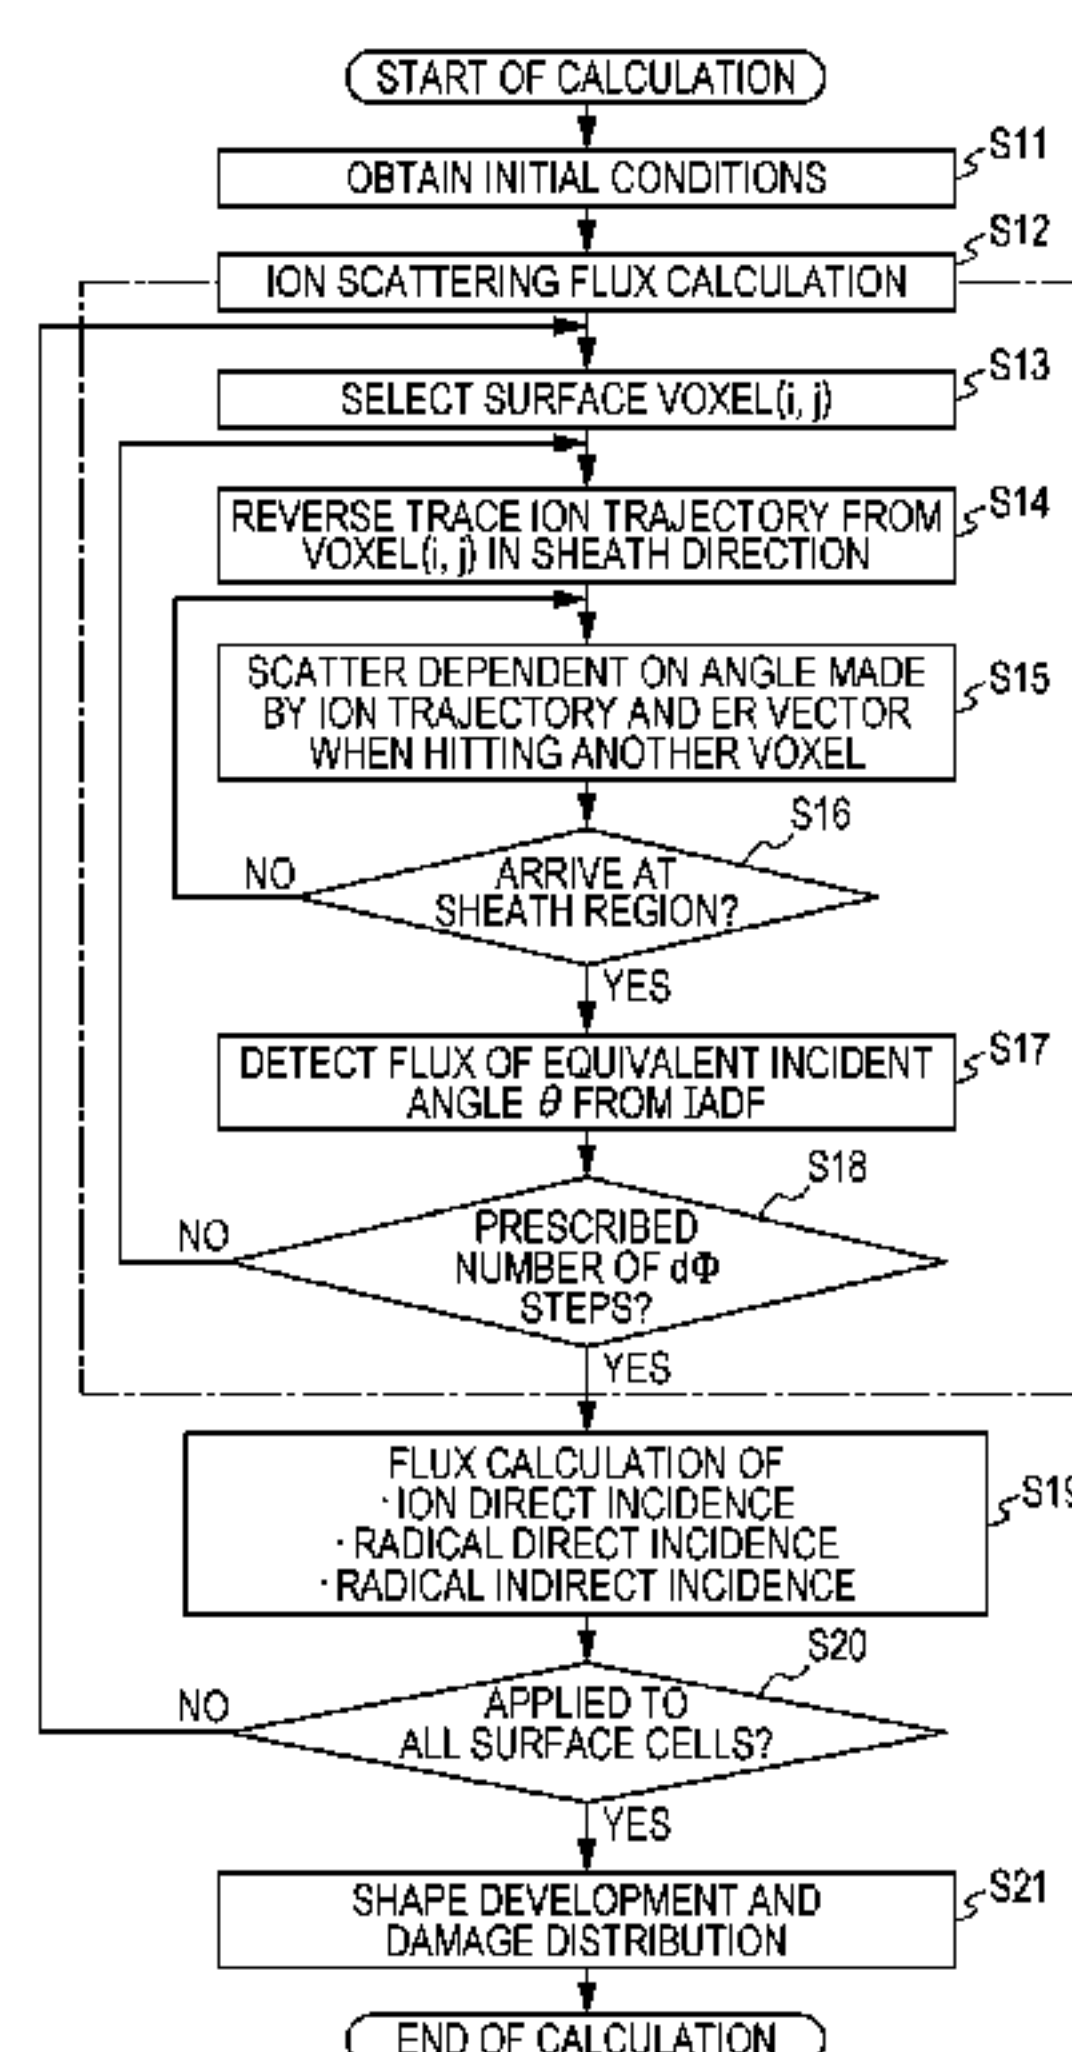 START OF CALCULATION
S11
OBTAIN INITIAL CONDITIONS
S12
ION SCATTERING FLUX CALCULATION
S13
SELECT SURFACE VOXEL(i, j)
S14
REVERSE TRACE ION TRAJECTORY FROM
VOXEL(i, j) IN SHEATH DIRECTION
SCATTER DEPENDENT ON ANGLE MADE
S15
BY ION TRAJECTORY AND ER VECTOR
WHEN HITTING ANOTHER VOXEL
S16
NO
ARRIVE AT
SHEATH REGION?
YES
S17
DETECT FLUX OF EQUIVALENT INCIDENT
ANGLE θ FROM IADF
S18
NO
PRESCRIBED
NUMBER OF dΦ
STEPS?
YES
FLUX CALCULATION OF
S19
·ION DIRECT INCIDENCE
·RADICAL DIRECT INCIDENCE
·RADICAL INDIRECT INCIDENCE
S20
NO
APPLIED TO
ALL SURFACE CELLS?
YES
S21
SHAPE DEVELOPMENT AND
DAMAGE DISTRIBUTION
END OF CALCULATION